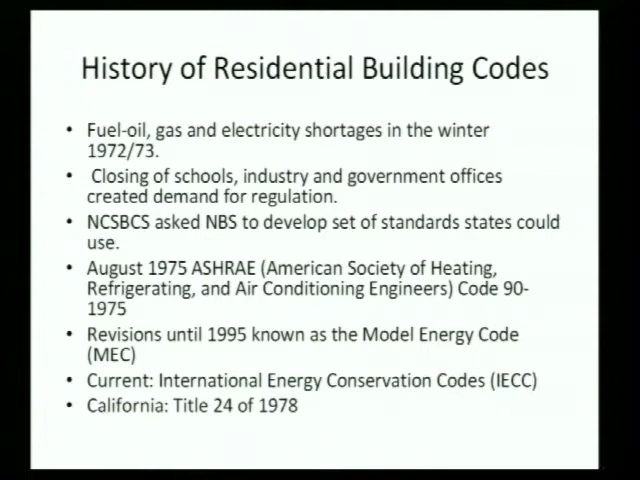 History of Residential Building Codes
• Fuel-oil, gas and electricity shortages in the winter
1972/73.
• Closing of schools, industry and government offices
created demand for regulation.
• NCSBCS asked NBS to develop set of standards states could
use.
• August 1975 ASHRAE (American Society of Heating,
Refrigerating, and Air Conditioning Engineers) Code 90-
1975
• Revisions until 1995 known as the Model Energy Code
(MEC)
• Current: International Energy Conservation Codes (IECC)
• California: Title 24 of 1978